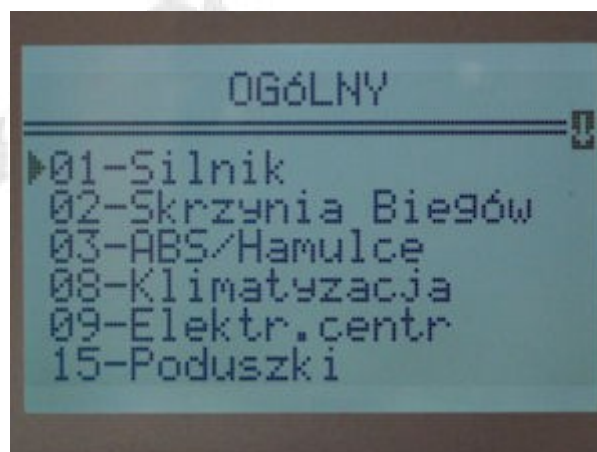 OGóLNY
01-Silnik
02-Skrzynia Biegów
03-ABS/Hamulce
08-Klimatyzacja
09-Elektr.centr
15-Poduszki